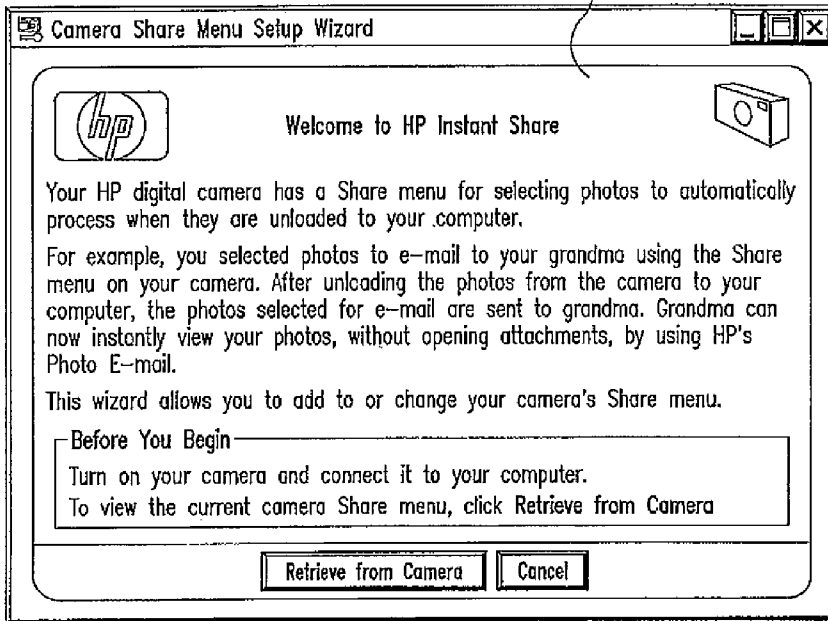 Camera Share Menu Setup Wizard
hp
Welcome to HP Instant Share
Your HP digital camera has a Share menu for selecting photos to automatically
process when they are unloaded to your computer.
For example, you selected photos to e-mail to your grandma using the Share
menu on your camera. After unloading the photos from the camera to your
computer, the photos selected for e-mail are sent to grandma. Grandma can
now instantly view your photos, without opening attachments, by using HP's
Photo E-mail.
This wizard allows you to add to or change your camera's Share menu.
Before You Begin
Turn on your camera and connect it to your computer.
To view the current camera Share menu, click Retrieve from Camera
Retrieve from Camera
Cancel